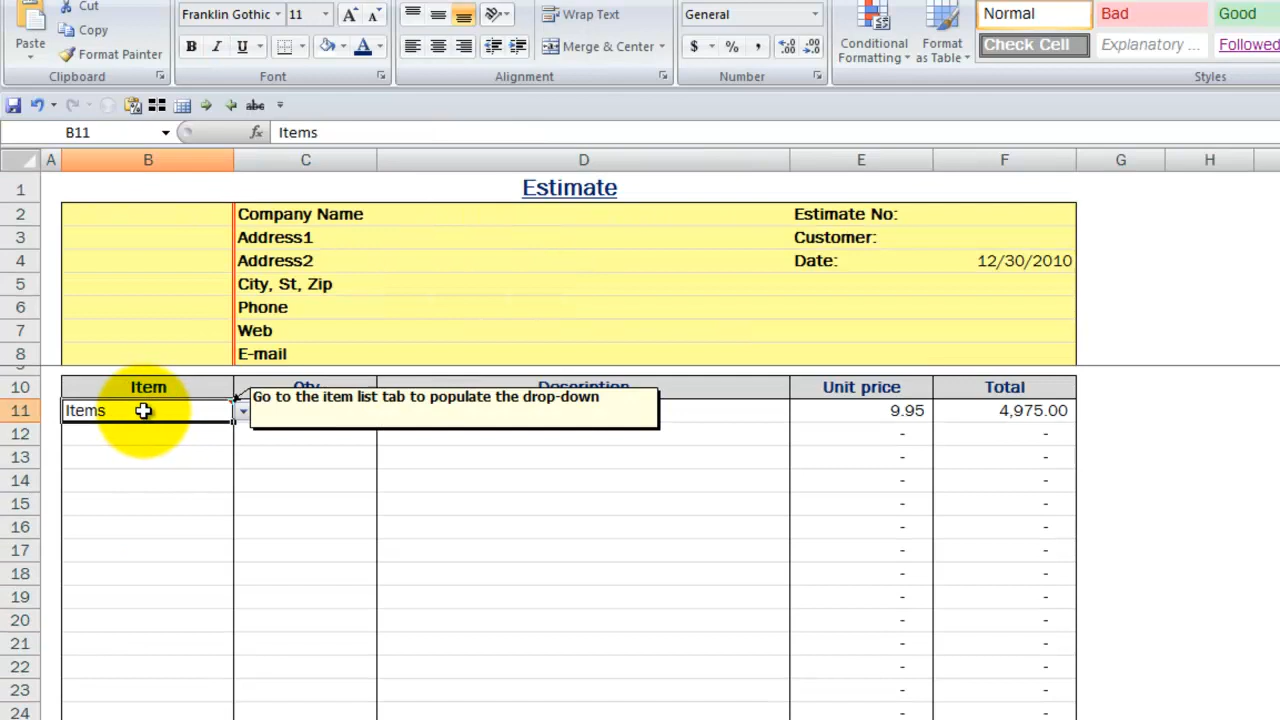 Cut
Copy
Paste
Format Painter
Clipboard
Franklin Gothic
11
A A
B I U
A
Font
Wrap Text
Merge & Center
Alignment
General
$ % ,
Number
Conditional
Formatting
Format
as Table
Normal
Bad
Good
Check Cell
Explanatory ...
Followed
Styles
abc
B11
fx
Items
A B C D E F G H
1 Estimate
2 Company Name Estimate No:
3 Address1 Customer:
4 Address2 Date: 12/30/2010
5 City, St, Zip
6 Phone
7 Web
8 E-mail
10 Item Qty Description Unit price Total
11 Items 9.95 4,975.00
Go to the item list tab to populate the drop-down
12 - -
13 - -
14 - -
15 - -
16 - -
17 - -
18 - -
19 - -
20 - -
21 - -
22 - -
23 - -
24 - -